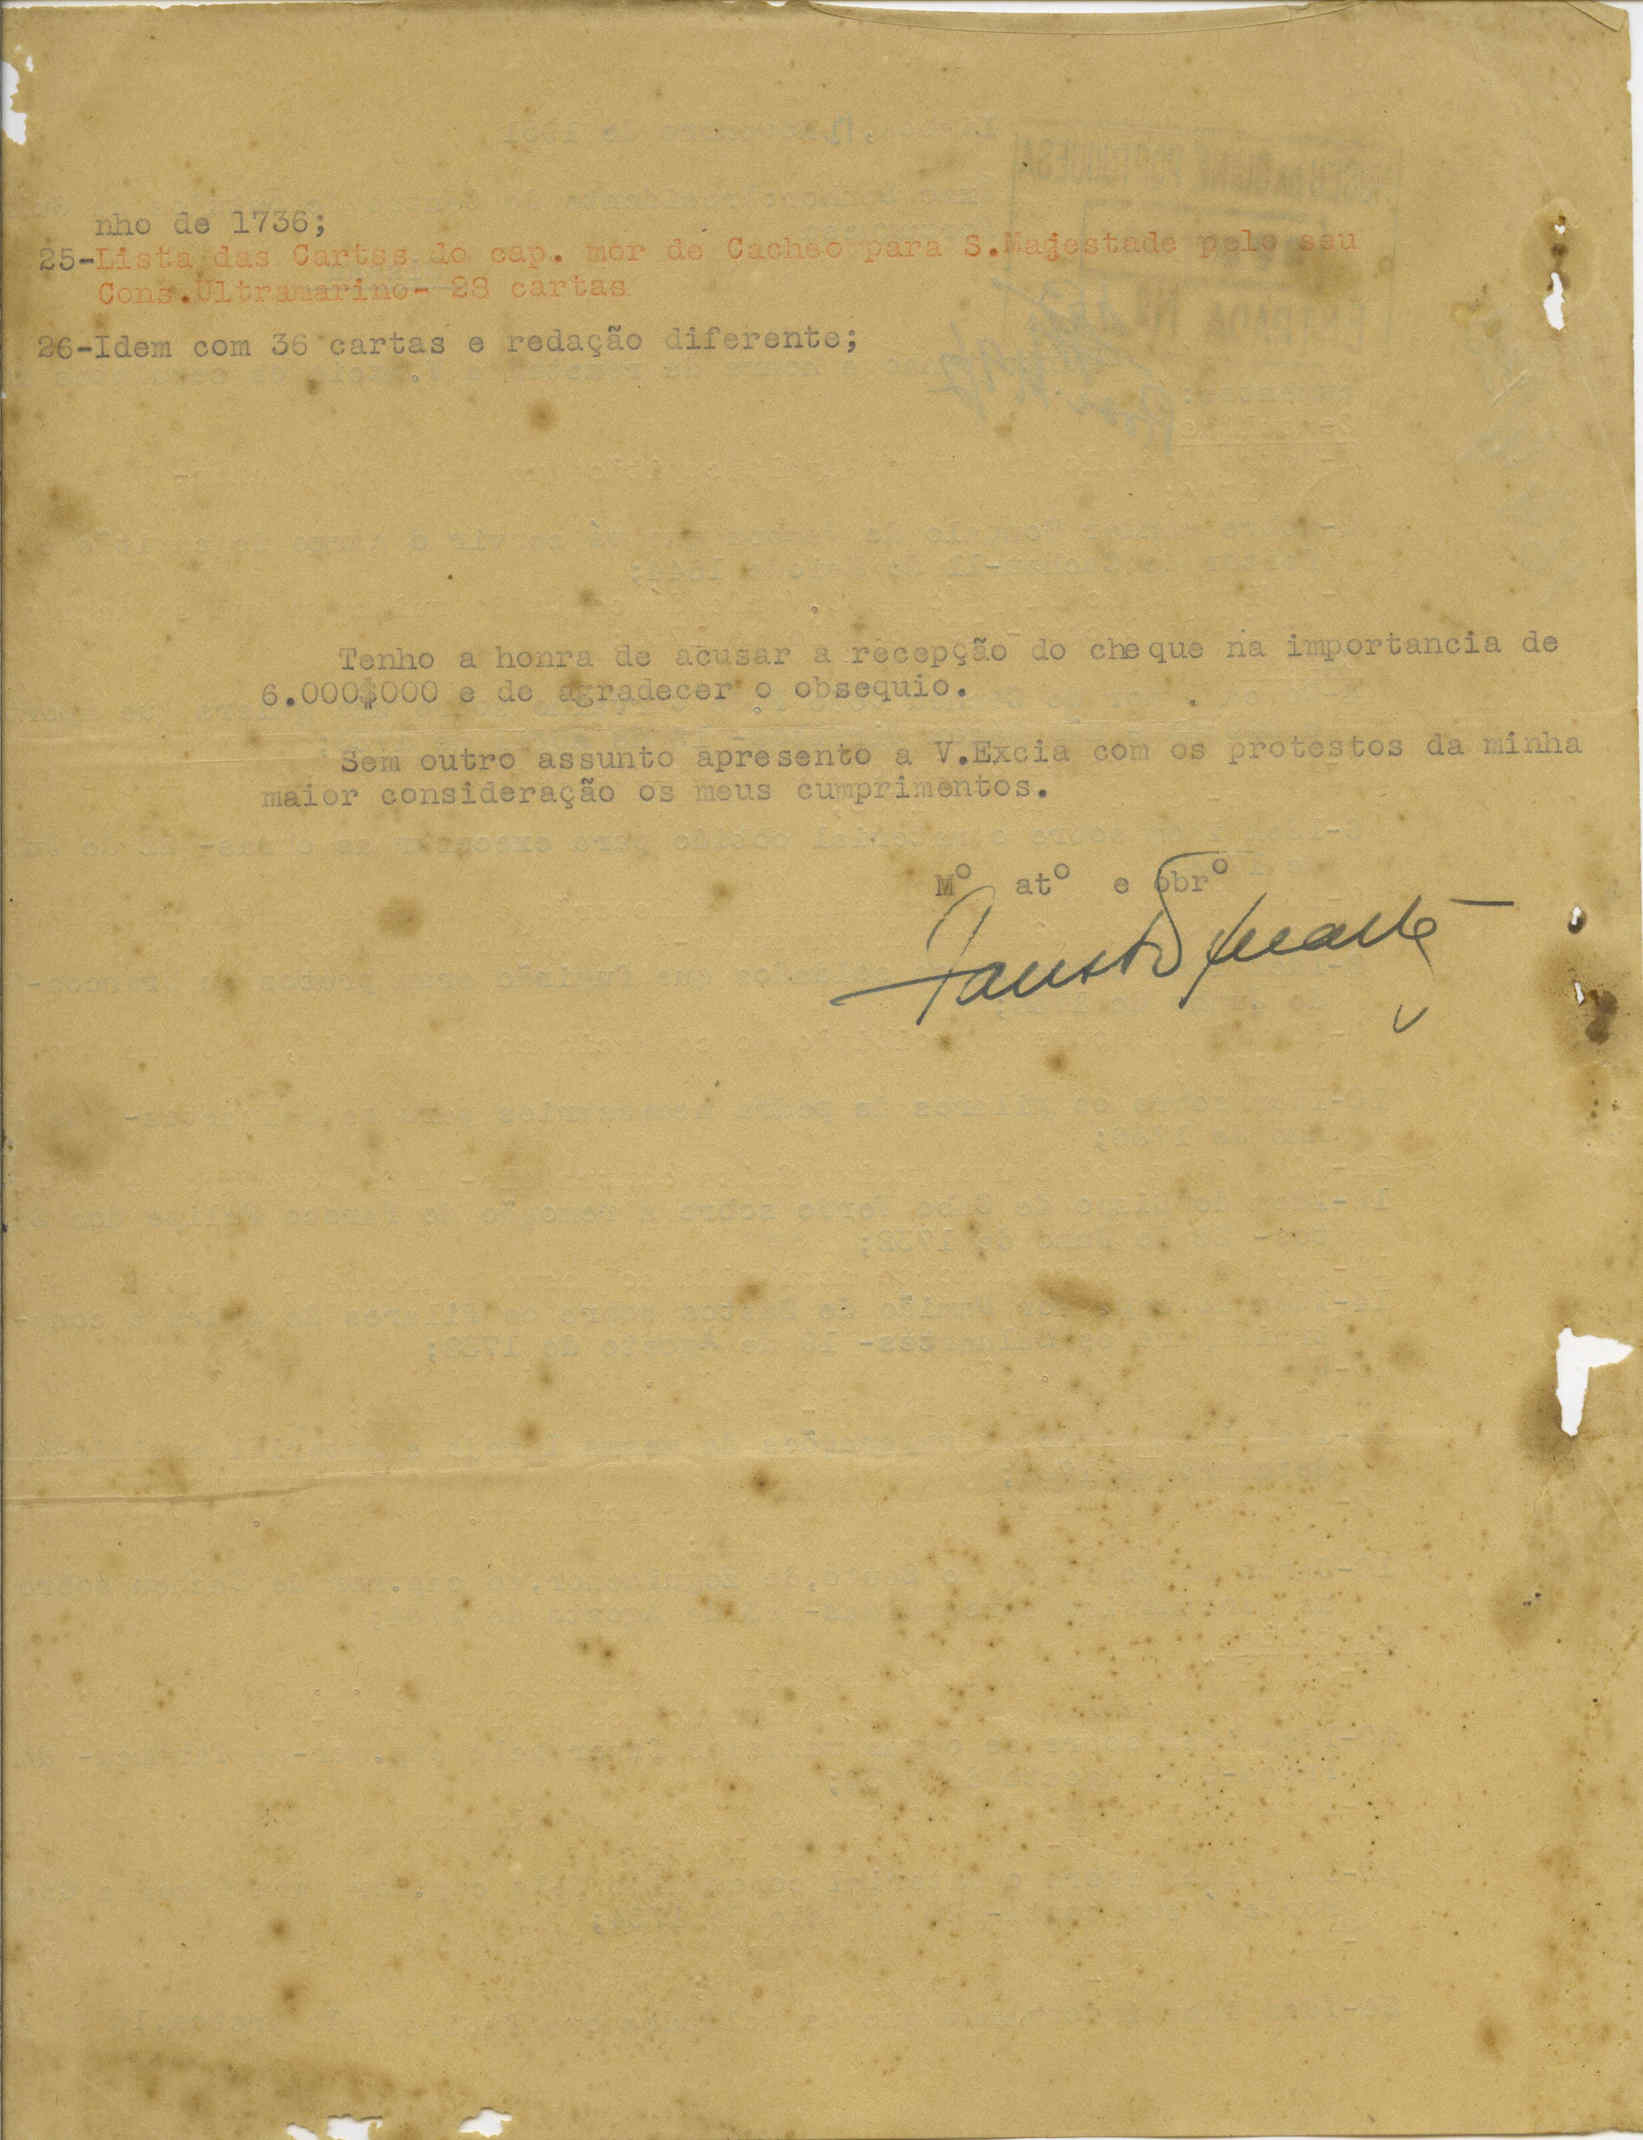 nho de 1736;
25-Lista das Cartas do cap. mor de Cacheo para S.Majestade pelo seu
Cons.Ultramarino- 28 cartas
26-Idem com 36 cartas e redação diferente;
Tenho a honra de acusar a recepção do cheque na importancia de
6.000$000 e de agradecer o obsequio.
Sem outro assunto apresento a V.Excia com os protestos da minha
maior consideração os meus cumprimentos.
Mº atº e obrº
Fausto Duarte